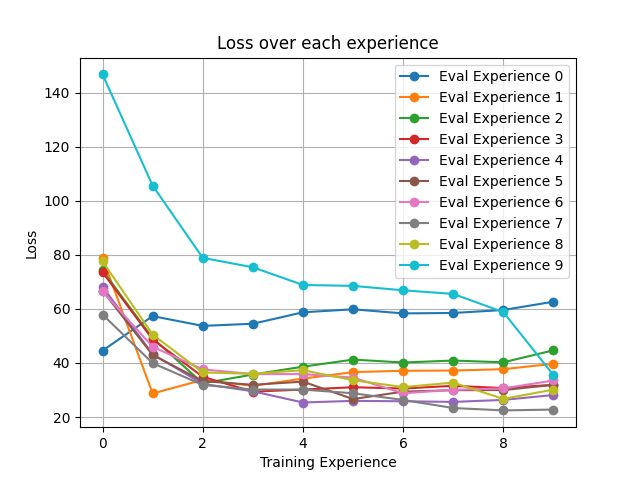 Loss over each experience
Loss
140
120
100
80
60
40
20
Eval Experience 0
Eval Experience 1
Eval Experience 2
Eval Experience 3
Eval Experience 4
Eval Experience 5
Eval Experience 6
Eval Experience 7
Eval Experience 8
Eval Experience 9
0 2 4 6 8
Training Experience